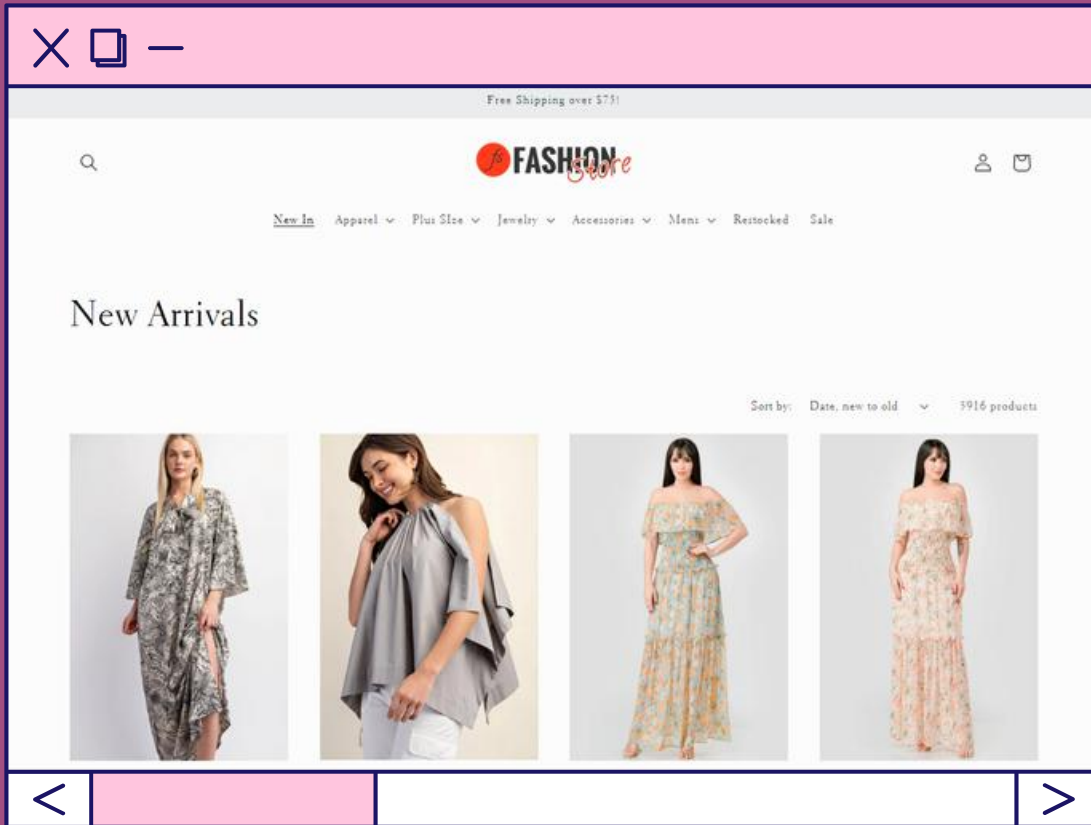 Free Shipping over $75!
fs FASHION Store
New In Apparel Plus SIze Jewelry Accessories Mens Restocked Sale
New Arrivals
Sort by: Date, new to old 5916 products